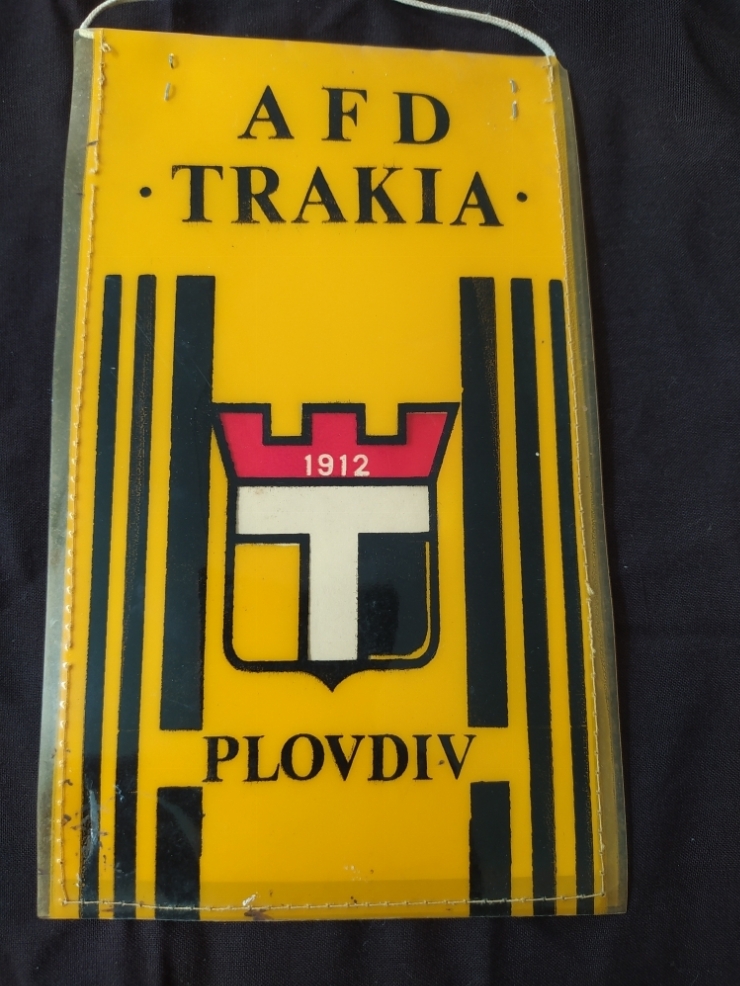 AFD
· TRAKIA ·
1912
T
PLOVDIV